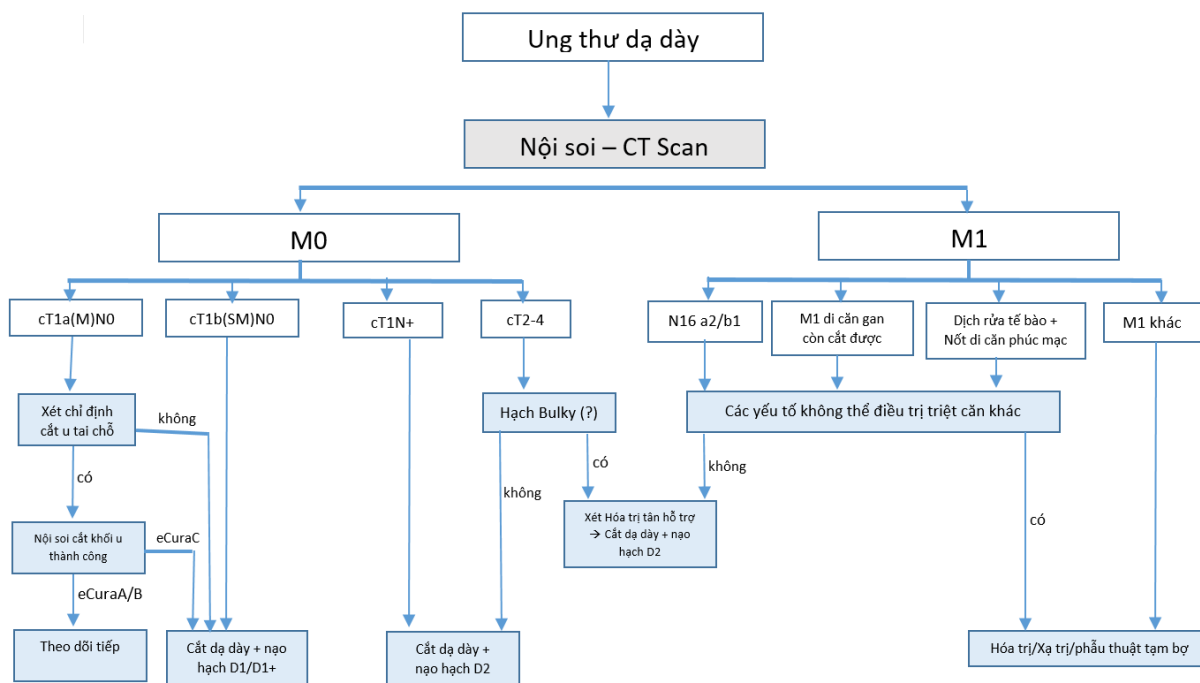 Ung thư dạ dày
Nội soi – CT Scan
M0
M1
cT1a(M)N0
cT1b(SM)N0
cT1N+
cT2-4
N16 a2/b1
M1 di căn gan
còn cắt được
Dịch rửa tế bào +
Nốt di căn phúc mạc
M1 khác
Xét chỉ định
cắt u tai chỗ
không
Hạch Bulky (?)
Các yếu tố không thể điều trị triệt căn khác
có
không
có
không
có
Nội soi cắt khối u
thành công
eCuraC
Xét Hóa trị tân hỗ trợ
→ Cắt dạ dày + nạo
hạch D2
eCuraA/B
Theo dõi tiếp
Cắt dạ dày + nạo
hạch D1/D1+
Cắt dạ dày +
nạo hạch D2
Hóa trị/Xạ trị/phẫu thuật tạm bợ